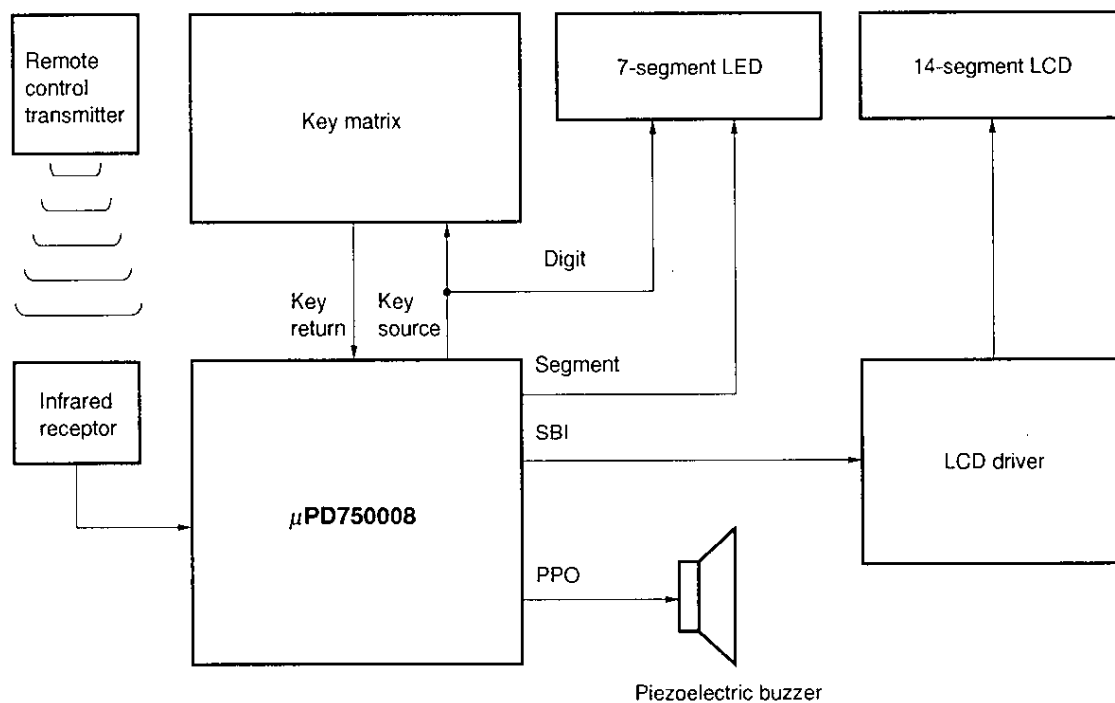 Remote
control
transmitter
Key matrix
7-segment LED
14-segment LCD
Digit
Key
return
Key
source
Infrared
receptor
Segment
SBI
LCD driver
μPD750008
PPO
Piezoelectric buzzer